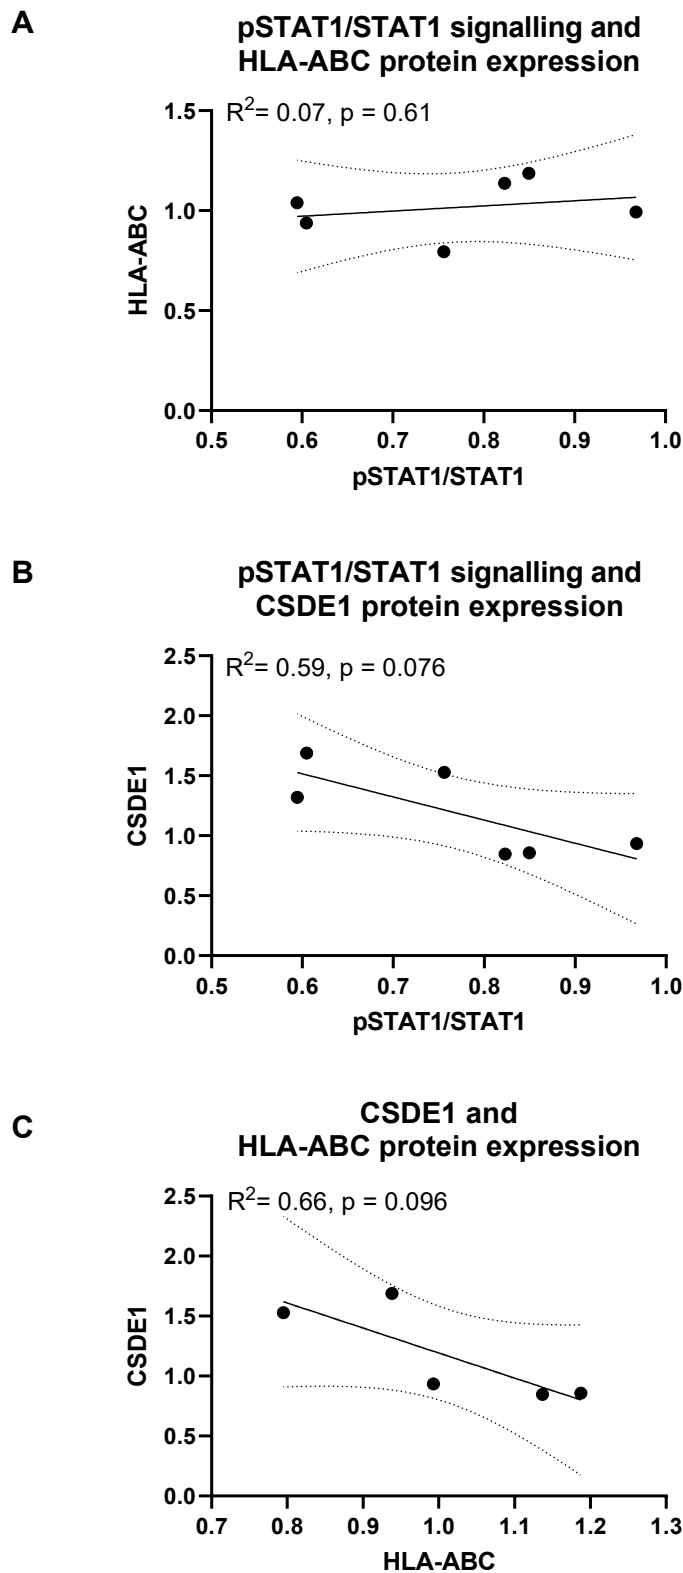 A
pSTAT1/STAT1 signalling and
HLA-ABC protein expression
R2= 0.07, p = 0.61
1.5
1.0
0.5
0.0
HLA-ABC
0.5 0.6 0.7 0.8 0.9 1.0
pSTAT1/STAT1
B
pSTAT1/STAT1 signalling and
CSDE1 protein expression
R2= 0.59, p = 0.076
2.5
2.0
1.5
1.0
0.5
0.0
CSDE1
0.5 0.6 0.7 0.8 0.9 1.0
pSTAT1/STAT1
C
CSDE1 and
HLA-ABC protein expression
R2= 0.66, p = 0.096
2.5
2.0
1.5
1.0
0.5
0.0
CSDE1
0.7 0.8 0.9 1.0 1.1 1.2 1.3
HLA-ABC